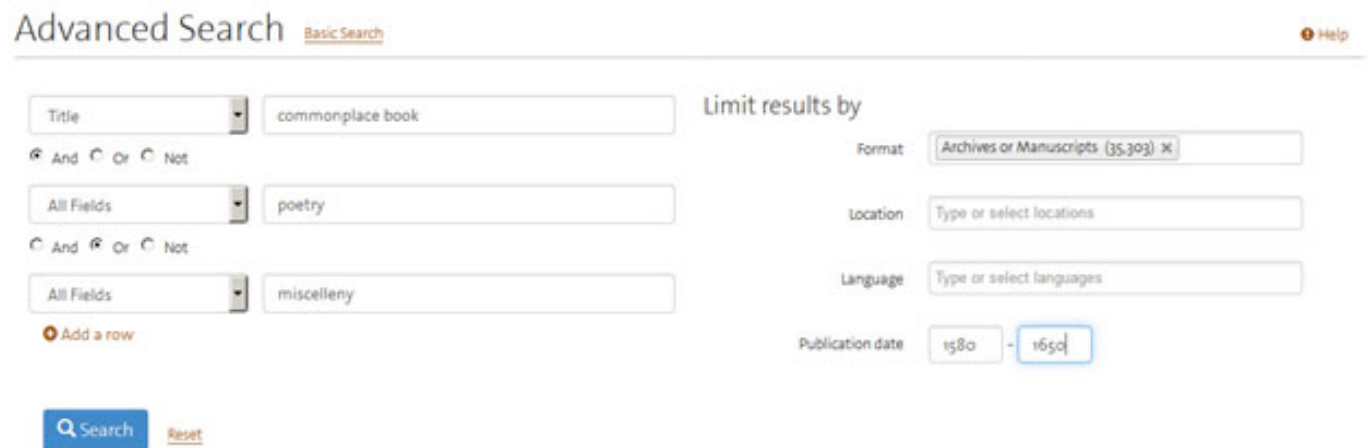 Advanced Search Basic Search
Help
Title commonplace book
And Or Not
All Fields poetry
And Or Not
All Fields miscelleny
Add a row
Search Reset
Limit results by
Format Archives or Manuscripts (35,303) ×
Location Type or select locations
Language Type or select languages
Publication date 1580 - 1650